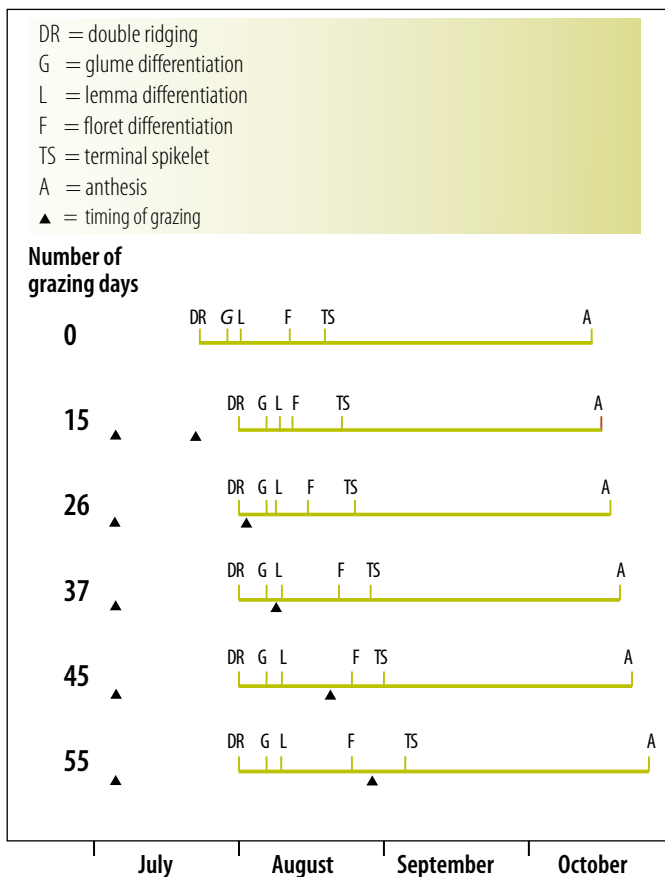 DR = double ridging
G = glume differentiation
L = lemma differentiation
F = floret differentiation
TS = terminal spikelet
A = anthesis
▲ = timing of grazing
Number of
grazing days
DR G L F TS A
0
DR G L F TS A
15
DR G L F TS A
26
DR G L F TS A
37
DR G L F TS A
45
DR G L F TS A
55
July August September October